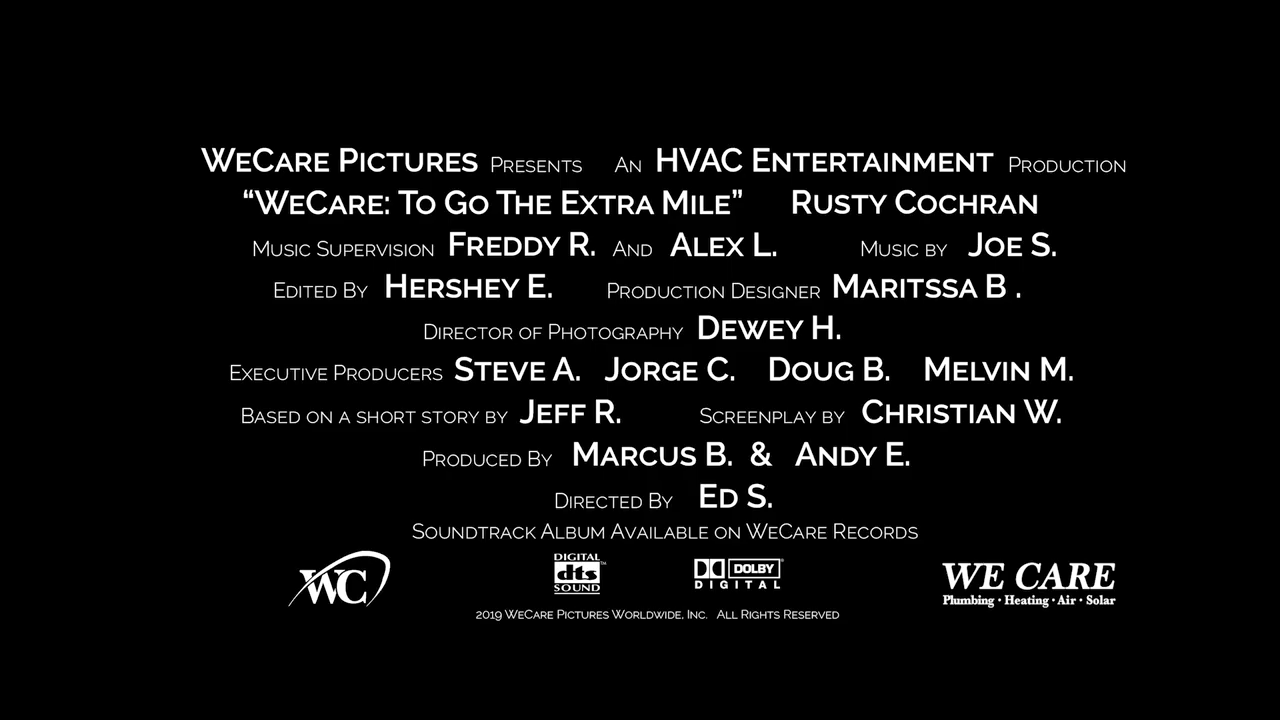 WeCare Pictures Presents An HVAC Entertainment Production
“WeCare: To Go The Extra Mile” Rusty Cochran
Music Supervision Freddy R. And Alex L. Music by Joe S.
Edited By Hershey E. Production Designer Maritssa B .
Director of Photography Dewey H.
Executive Producers Steve A. Jorge C. Doug B. Melvin M.
Based on a short story by Jeff R. Screenplay by Christian W.
Produced By Marcus B. & Andy E.
Directed By Ed S.
Soundtrack Album Available on WeCare Records
WC
DIGITAL
dts
SOUND
™
DOLBY®
DIGITAL
WE CARE
Plumbing · Heating · Air · Solar
2019 WeCare Pictures Worldwide, Inc. All Rights Reserved